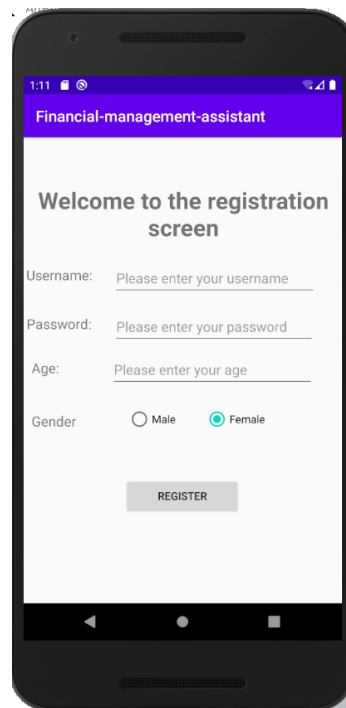 1:11
Financial-management-assistant
Welcome to the registration
screen
Username: Please enter your username
Password: Please enter your password
Age: Please enter your age
Gender Male Female
REGISTER